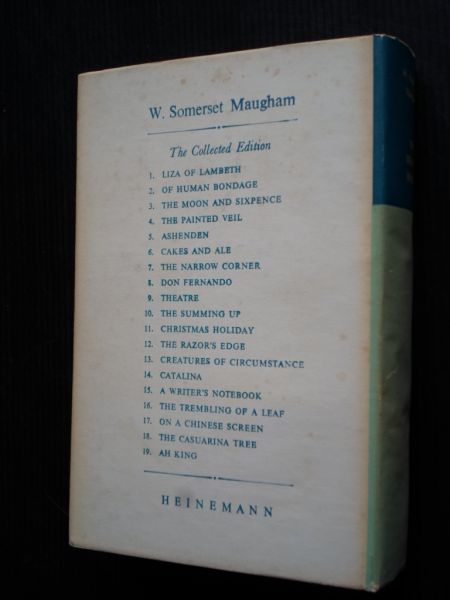 W. Somerset Maugham
The Collected Edition
1. LIZA OF LAMBETH
2. OF HUMAN BONDAGE
3. THE MOON AND SIXPENCE
4. THE PAINTED VEIL
5. ASHENDEN
6. CAKES AND ALE
7. THE NARROW CORNER
8. DON FERNANDO
9. THEATRE
10. THE SUMMING UP
11. CHRISTMAS HOLIDAY
12. THE RAZOR'S EDGE
13. CREATURES OF CIRCUMSTANCE
14. CATALINA
15. A WRITER'S NOTEBOOK
16. THE TREMBLING OF A LEAF
17. ON A CHINESE SCREEN
18. THE CASUARINA TREE
19. AH KING
HEINEMANN